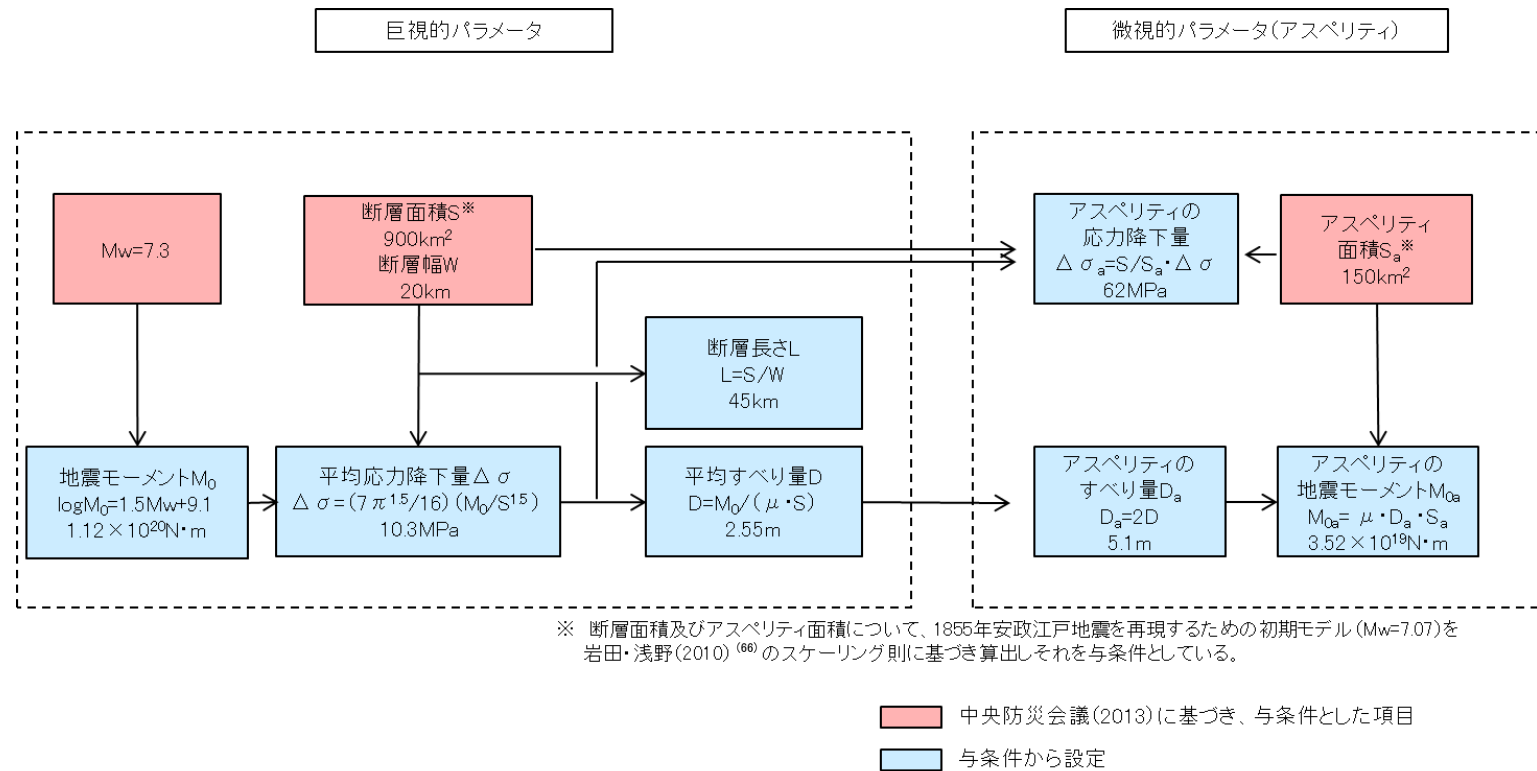 巨視的パラメータ
微視的パラメータ(アスペリティ)
Mw=7.3
断層面積S※
900km²
断層幅W
20km
断層長さL
L=S/W
45km
地震モーメントM₀
logM₀=1.5Mw+9.1
1.12×10²⁰N・m
平均応力降下量Δσ
Δσ=(7π¹·⁵/16)(M₀/S¹·⁵)
10.3MPa
平均すべり量D
D=M₀/(μ・S)
2.55m
アスペリティの
応力降下量
Δσₐ=S/Sₐ・Δσ
62MPa
アスペリティ
面積Sₐ※
150km²
アスペリティの
すべり量Dₐ
Dₐ=2D
5.1m
アスペリティの
地震モーメントM₀ₐ
M₀ₐ= μ・Dₐ・Sₐ
3.52×10¹⁹N・m
※ 断層面積及びアスペリティ面積について、1855年安政江戸地震を再現するための初期モデル(Mw=7.07)を
岩田・浅野(2010)⁽⁶⁶⁾のスケーリング則に基づき算出しそれを与条件としている。
中央防災会議(2013)に基づき、与条件とした項目
与条件から設定